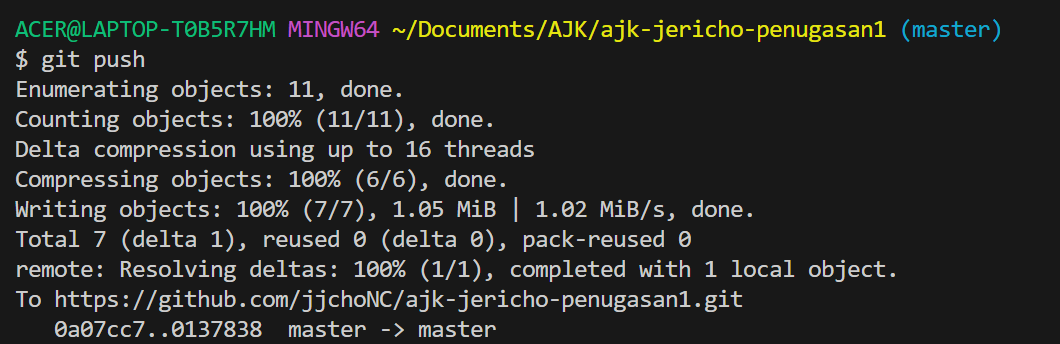 ACER@LAPTOP-T0B5R7HM MINGW64 ~/Documents/AJK/ajk-jericho-penugasan1 (master)
$ git push
Enumerating objects: 11, done.
Counting objects: 100% (11/11), done.
Delta compression using up to 16 threads
Compressing objects: 100% (6/6), done.
Writing objects: 100% (7/7), 1.05 MiB | 1.02 MiB/s, done.
Total 7 (delta 1), reused 0 (delta 0), pack-reused 0
remote: Resolving deltas: 100% (1/1), completed with 1 local object.
To https://github.com/jjchoNC/ajk-jericho-penugasan1.git
   0a07cc7..0137838  master -> master